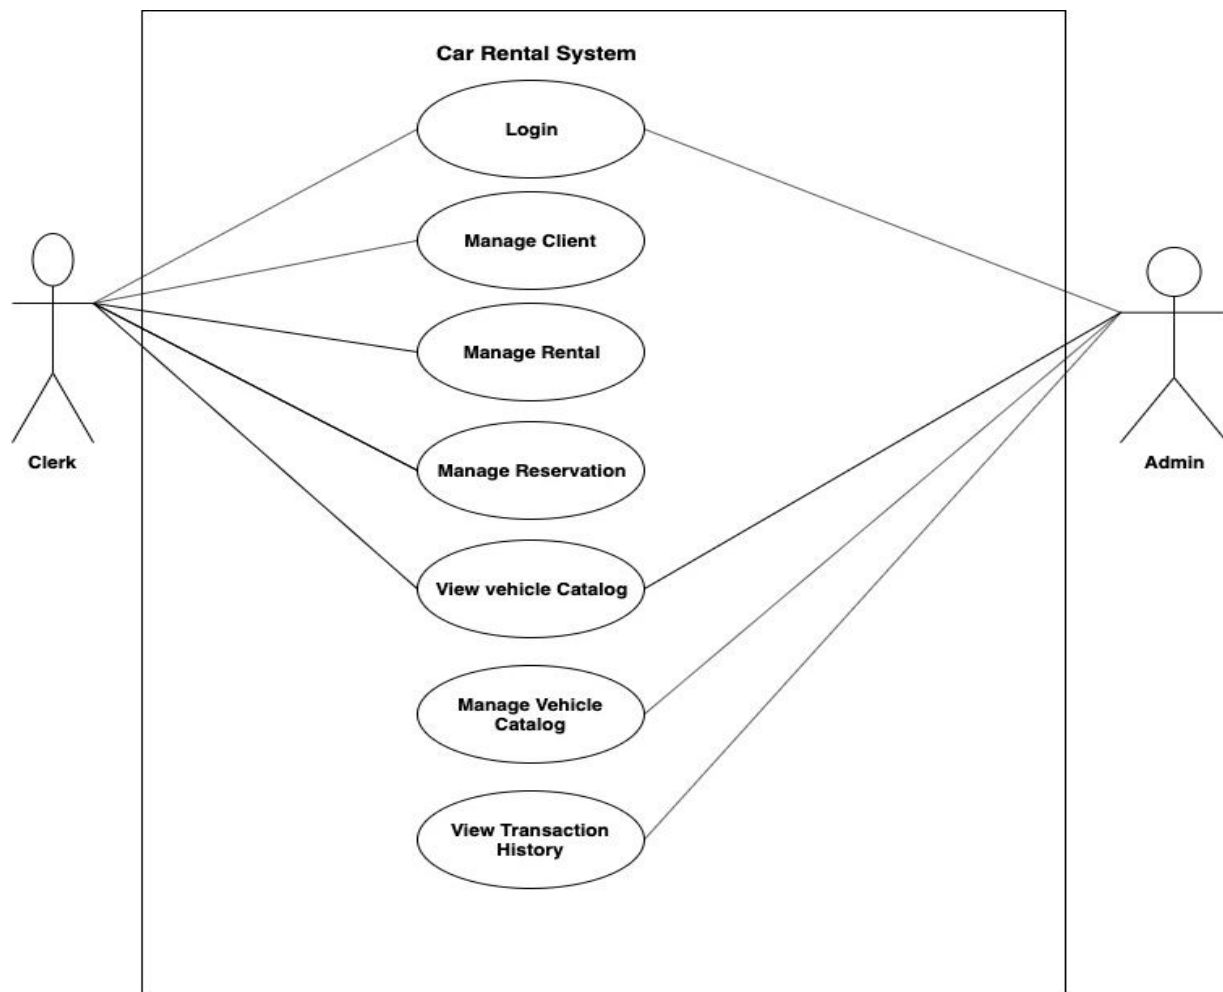 Car Rental System
Login
Manage Client
Manage Rental
Manage Reservation
Clerk
Admin
View vehicle Catalog
Manage Vehicle
Catalog
View Transaction
History